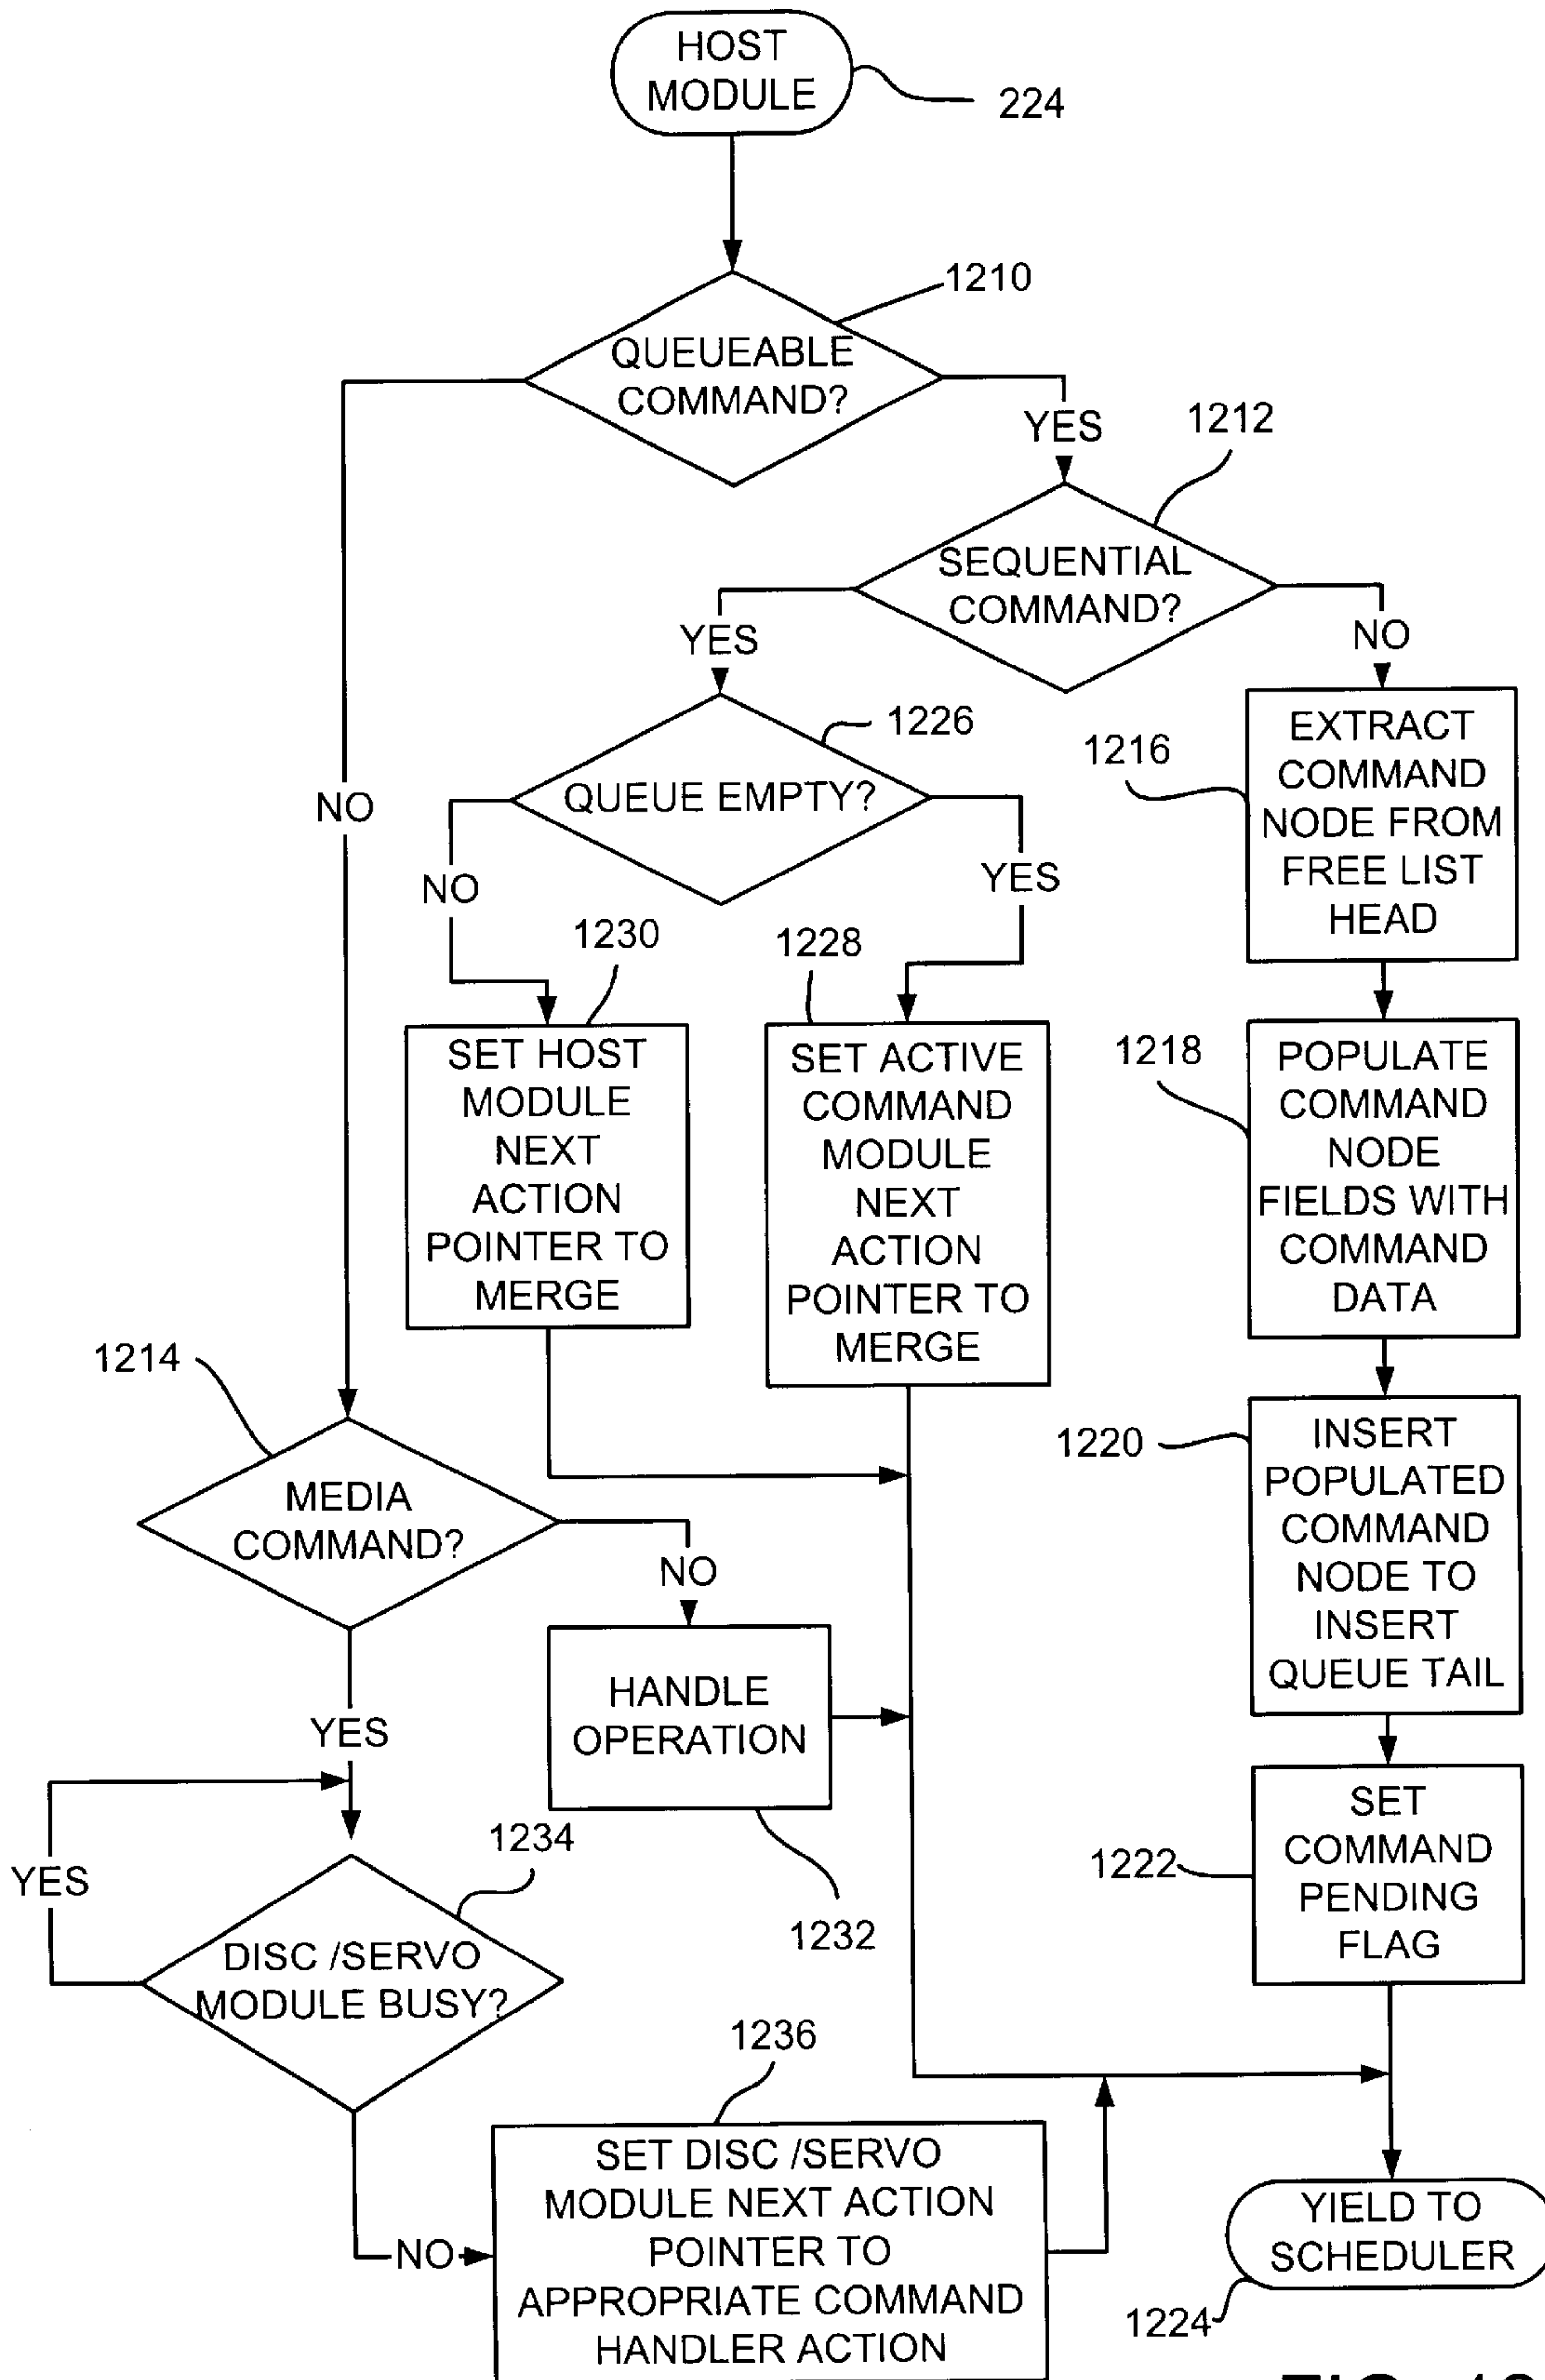 HOST
MODULE
224
1210
QUEUEABLE
COMMAND?
YES
1212
SEQUENTIAL
COMMAND?
YES
NO
1226
QUEUE EMPTY?
NO
NO
YES
1216
EXTRACT
COMMAND
NODE FROM
FREE LIST
HEAD
1230
1228
SET HOST
MODULE
NEXT
ACTION
POINTER TO
MERGE
SET ACTIVE
COMMAND
MODULE
NEXT
ACTION
POINTER TO
MERGE
1218
POPULATE
COMMAND
NODE
FIELDS WITH
COMMAND
DATA
1214
MEDIA
COMMAND?
NO
YES
1220
INSERT
POPULATED
COMMAND
NODE TO
INSERT
QUEUE TAIL
HANDLE
OPERATION
1232
1222
SET
COMMAND
PENDING
FLAG
YES
1234
DISC /SERVO
MODULE BUSY?
NO
1236
SET DISC /SERVO
MODULE NEXT ACTION
POINTER TO
APPROPRIATE COMMAND
HANDLER ACTION
YIELD TO
SCHEDULER
1224